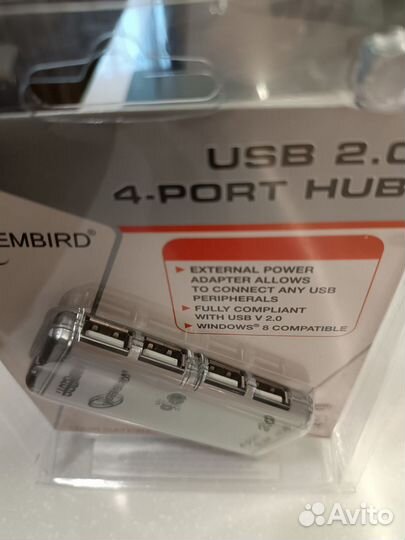 USB 2.0
4-PORT HUB
EMBIRD®
EXTERNAL POWER
ADAPTER ALLOWS
TO CONNECT ANY USB
PERIPHERALS
FULLY COMPLIANT
WITH USB V 2.0
WINDOWS® 8 COMPATIBLE
Avito